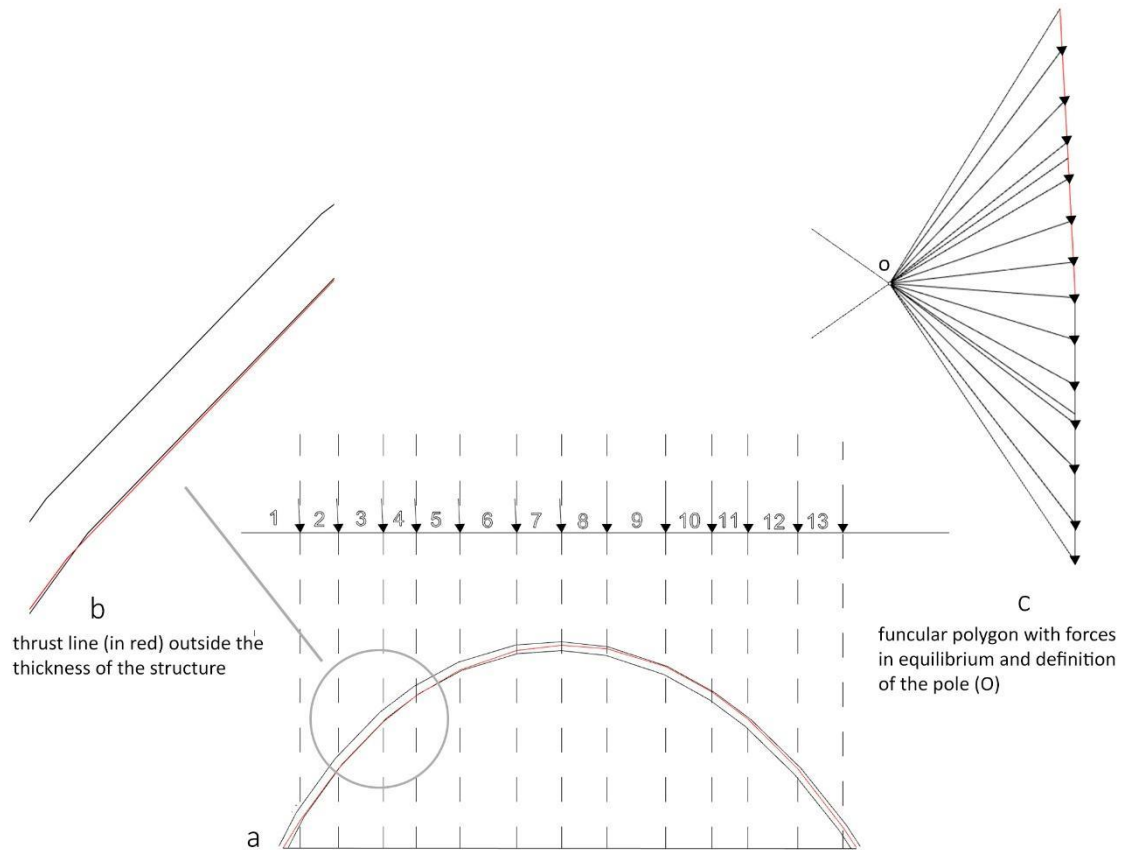 O
1 2 3 4 5 6 7 8 9 10 11 12 13
b
thrust line (in red) outside the
thickness of the structure
c
funcular polygon with forces
in equilibrium and definition
of the pole (O)
a